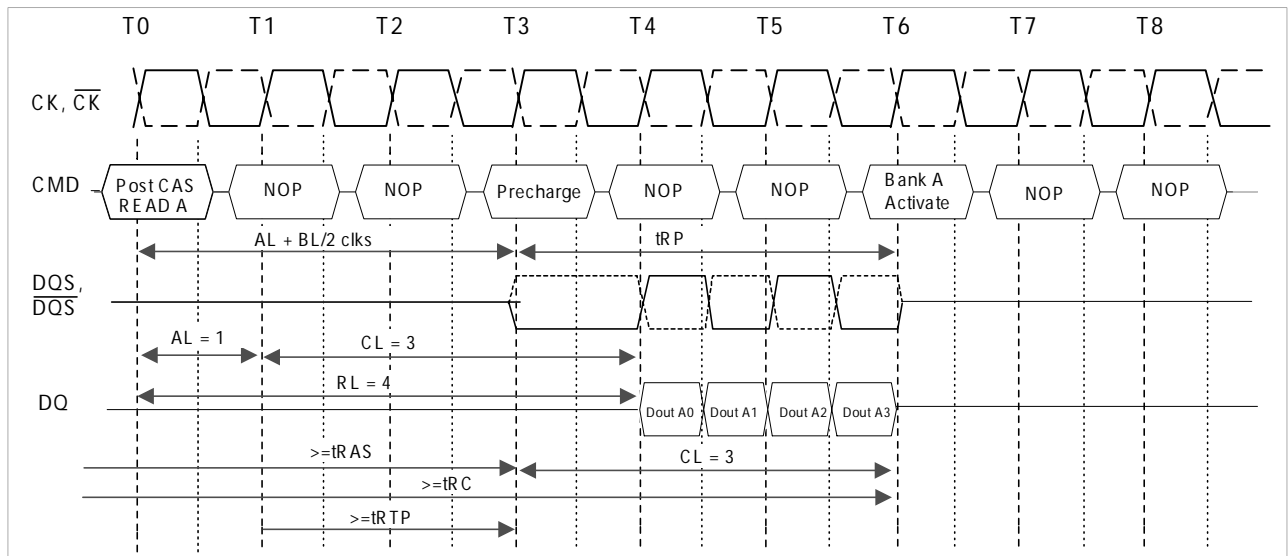 T0 T1 T2 T3 T4 T5 T6 T7 T8
CK, CK
CMD
Post CAS
READ A
NOP
NOP
Precharge
NOP
NOP
Bank A
Activate
NOP
NOP
AL + BL/2 clks
tRP
DQS,
DQS
AL = 1
CL = 3
RL = 4
DQ
Dout A0 Dout A1 Dout A2 Dout A3
>=tRAS
CL = 3
>=tRC
>=tRTP